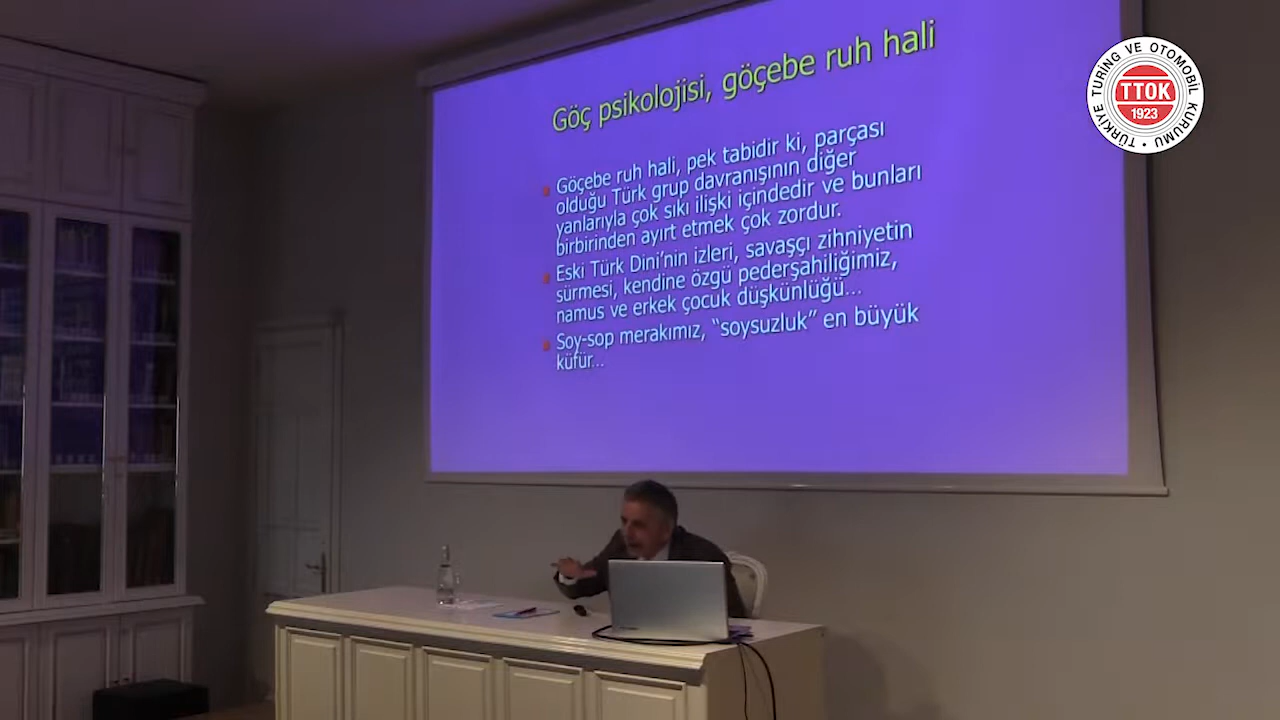 Göç psikolojisi, göçebe ruh hali
Göçebe ruh hali, pek tabidir ki, parçası
olduğu Türk grup davranışının diğer
yanlarıyla çok sıkı ilişki içindedir ve bunları
birbirinden ayırt etmek çok zordur.
Eski Türk Dini’nin izleri, savaşçı zihniyetin
sürmesi, kendine özgü pederşahiliğimiz,
namus ve erkek çocuk düşkünlüğü…
Soy-sop merakımız, “soysuzluk” en büyük
küfür…
TÜRKİYE TURİNG VE OTOMOBİL KURUMU
TTOK
1923